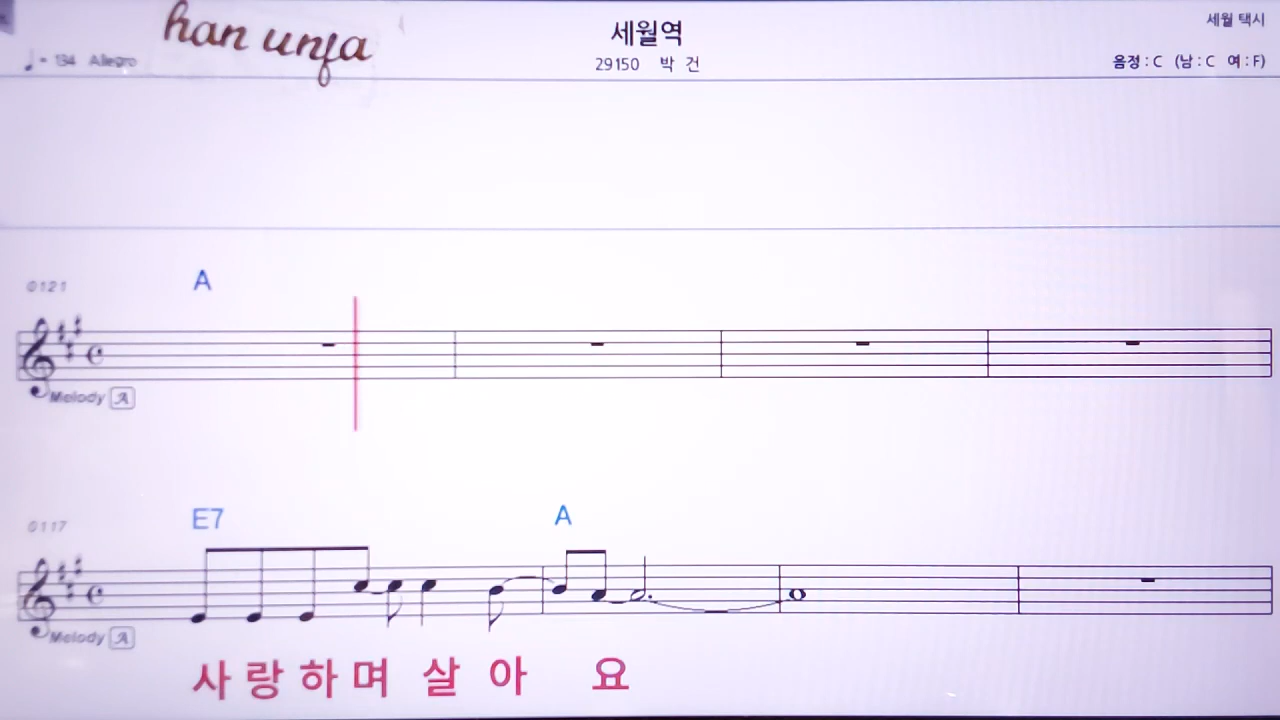 han unja
세월역
세월 택시
♩= 134 Allegro
29150 박 건
음정 : C (남 : C 여 : F)
0121
A
Melody A
0117
E7 A
Melody A
사랑하며 살아 요